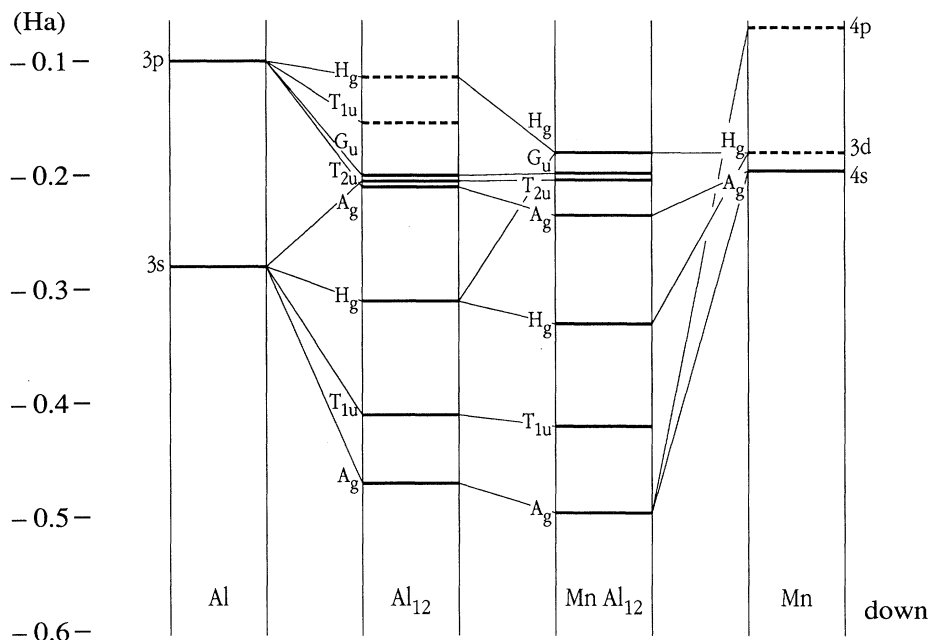 (Ha)
4p
3p
– 0.1 –
H_g
T_1u
H_g
G_u
H_g
3d
G_u
T_2u
– 0.2 –
4s
T_2u
A_g
A_g
A_g
3s
– 0.3 –
H_g
H_g
– 0.4 –
T_1u
T_1u
A_g
– 0.5 –
A_g
Al
Al_12
Mn Al_12
Mn
down
– 0.6 –